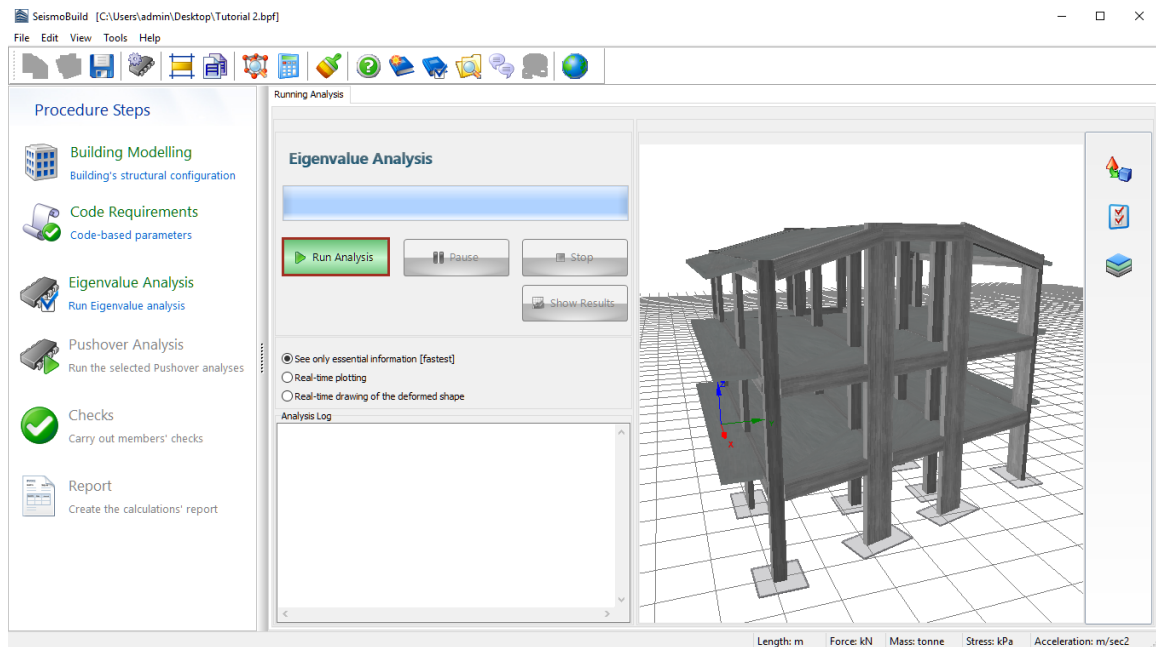 SeismoBuild [C:\Users\admin\Desktop\Tutorial 2.bpf]
File Edit View Tools Help
Procedure Steps
Building Modelling
Building's structural configuration
Code Requirements
Code-based parameters
Eigenvalue Analysis
Run Eigenvalue analysis
Pushover Analysis
Run the selected Pushover analyses
Checks
Carry out members' checks
Report
Create the calculations' report
Running Analysis
Eigenvalue Analysis
Run Analysis
Pause
Stop
Show Results
See only essential information [fastest]
Real-time plotting
Real-time drawing of the deformed shape
Analysis Log
z
x
Length: m Force: kN Mass: tonne Stress: kPa Acceleration: m/sec2